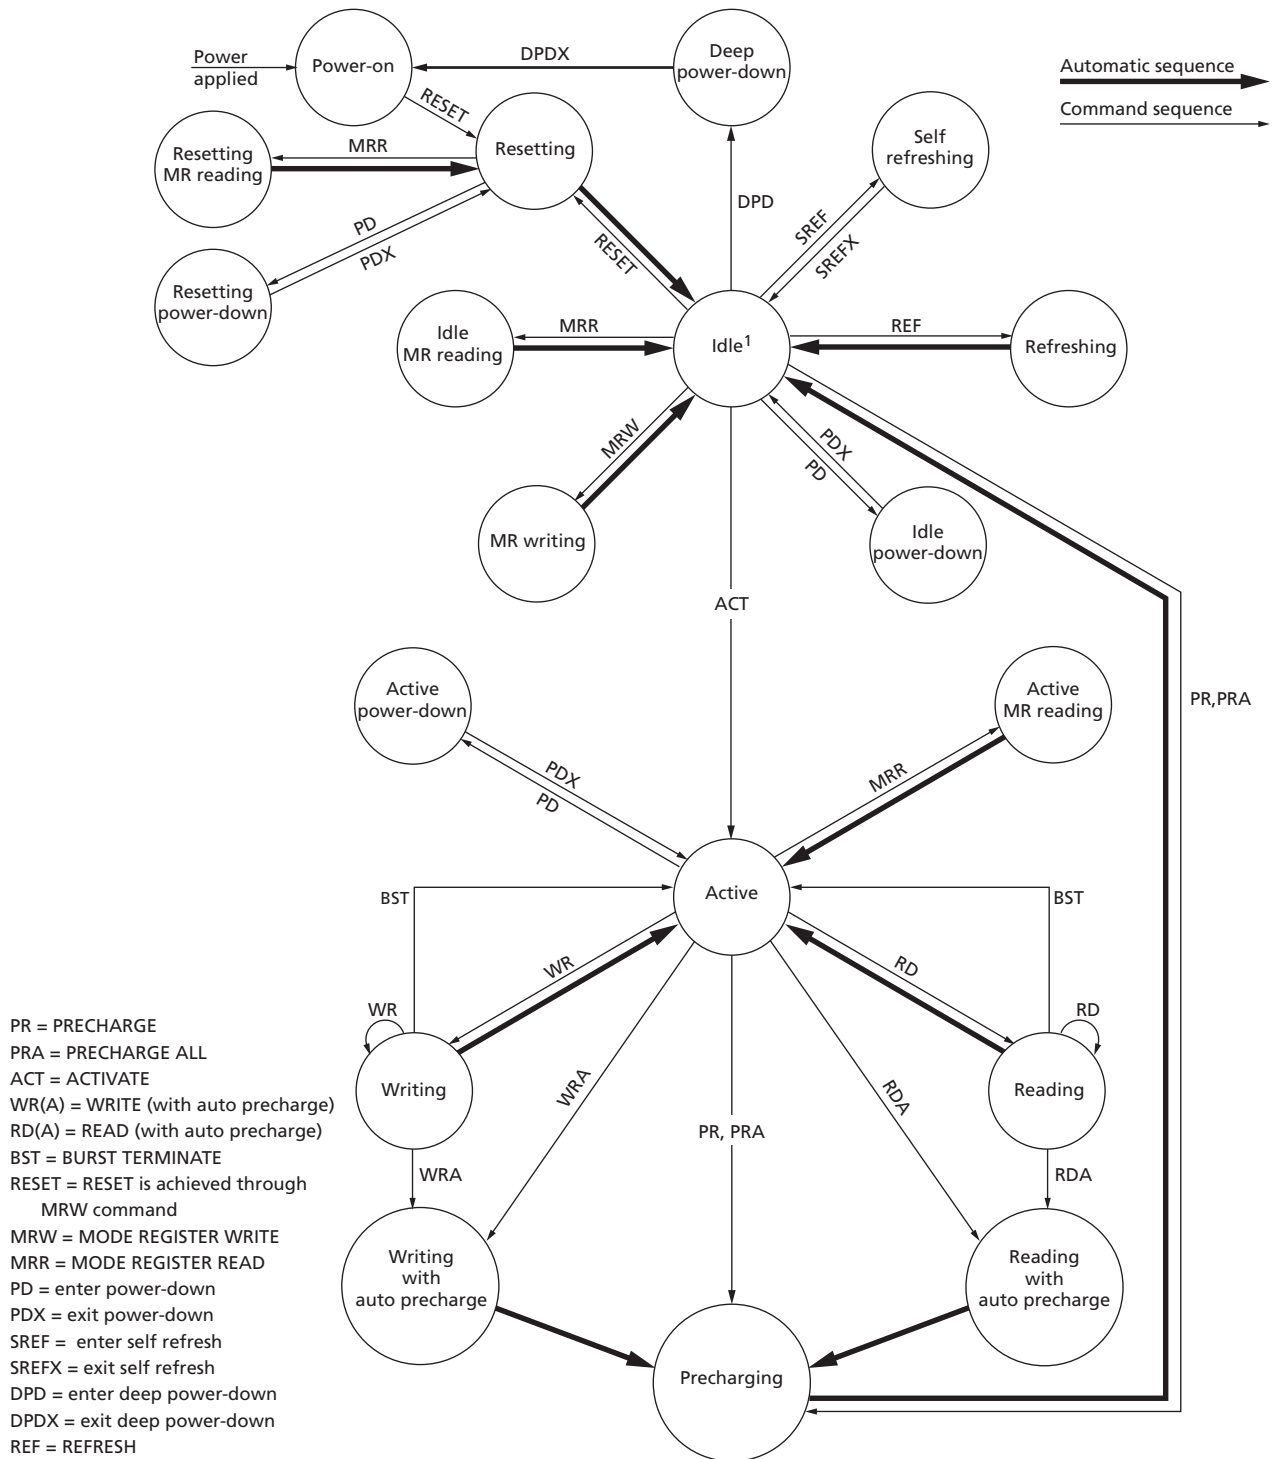 Power
applied
Power-on
DPDX
Deep
power-down
Automatic sequence
Command sequence
RESET
Resetting
MR reading
MRR
Resetting
Self
refreshing
PD
PDX
Resetting
power-down
RESET
DPD
SREF
SREFX
Idle
MR reading
MRR
Idle1
REF
Refreshing
MRW
PDX
PD
MR writing
Idle
power-down
ACT
Active
power-down
Active
MR reading
PR,PRA
PDX
PD
MRR
Active
BST
BST
WR
RD
WR
RD
Writing
Reading
WRA
RDA
PR, PRA
WRA
RDA
Writing
with
auto precharge
Reading
with
auto precharge
Precharging
PR = PRECHARGE
PRA = PRECHARGE ALL
ACT = ACTIVATE
WR(A) = WRITE (with auto precharge)
RD(A) = READ (with auto precharge)
BST = BURST TERMINATE
RESET = RESET is achieved through
MRW command
MRW = MODE REGISTER WRITE
MRR = MODE REGISTER READ
PD = enter power-down
PDX = exit power-down
SREF = enter self refresh
SREFX = exit self refresh
DPD = enter deep power-down
DPDX = exit deep power-down
REF = REFRESH